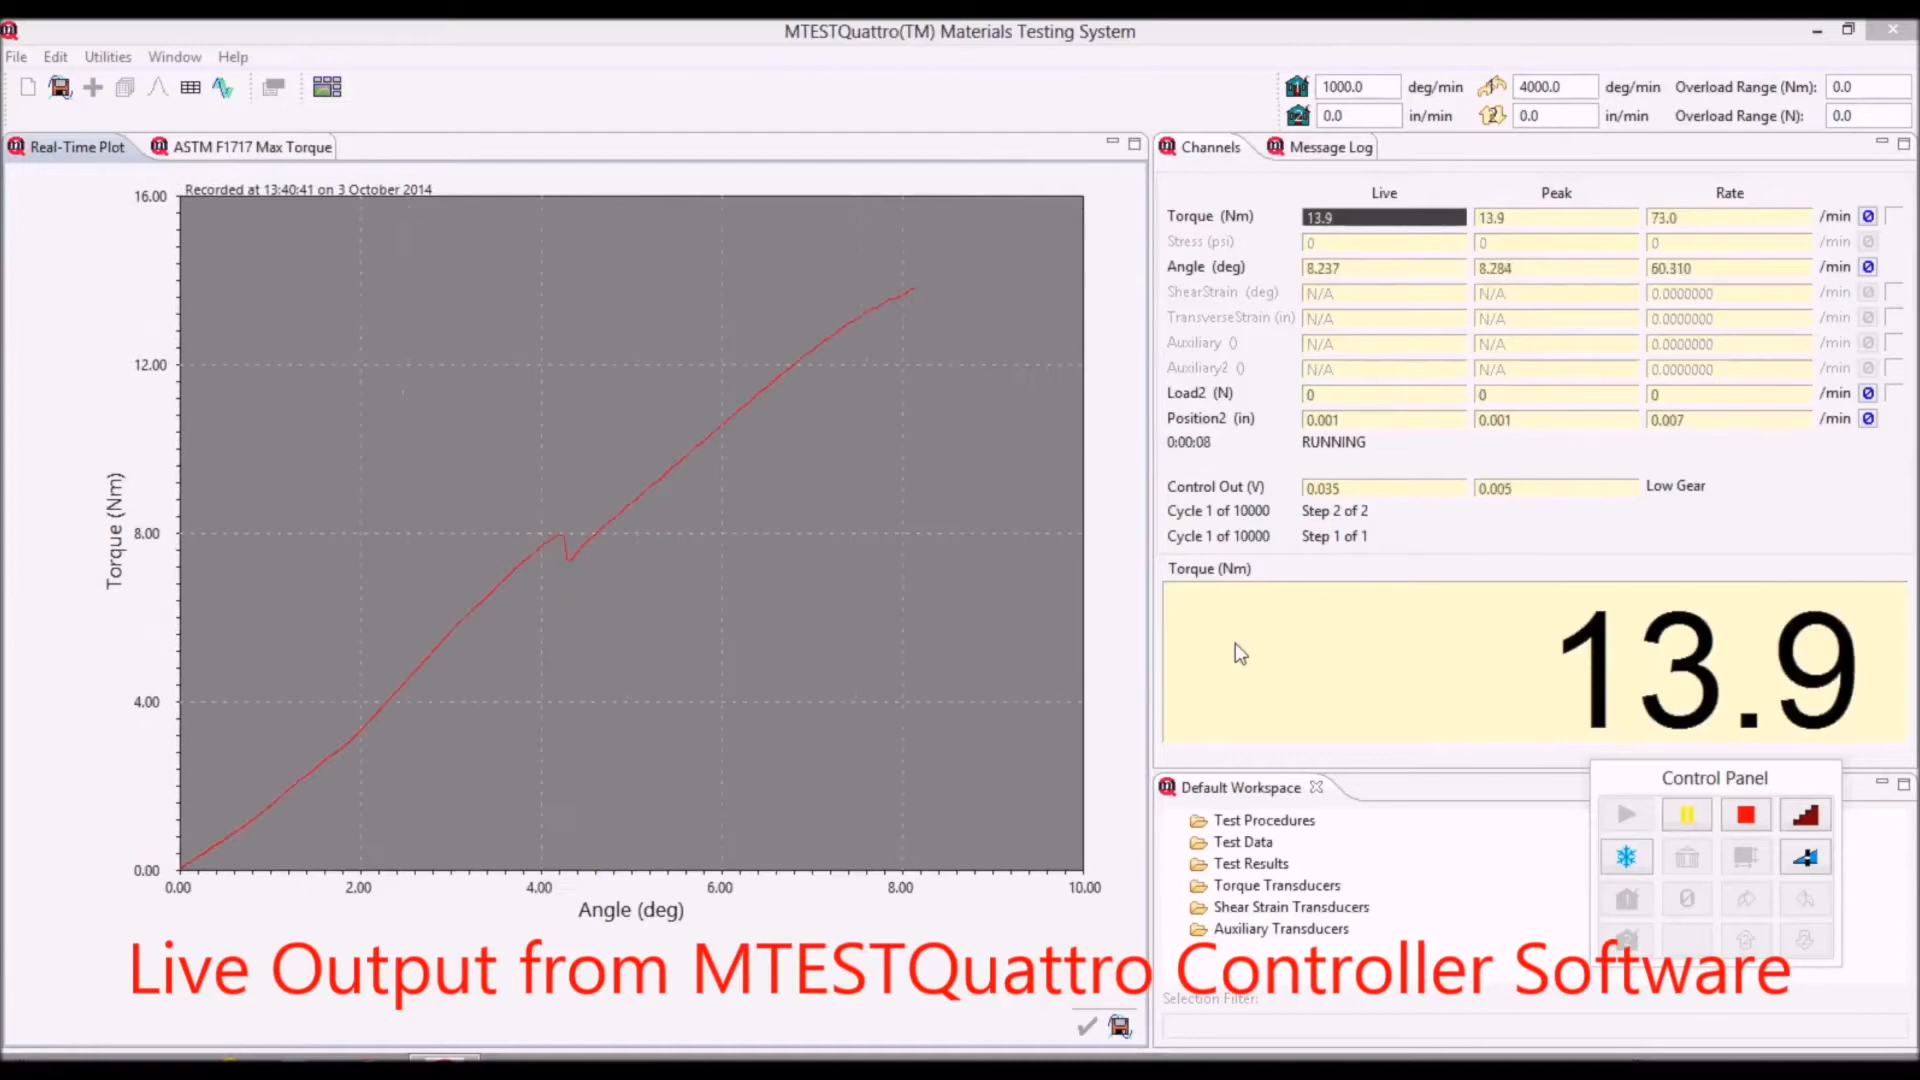 MTESTQuattro(TM) Materials Testing System
File Edit Utilities Window Help
1000.0 deg/min 4000.0 deg/min Overload Range (Nm): 0.0
0.0 in/min 0.0 in/min Overload Range (N): 0.0
Real-Time Plot ASTM F1717 Max Torque
Recorded at 13:40:41 on 3 October 2014
16.00
12.00
8.00
4.00
0.00
Torque (Nm)
0.00 2.00 4.00 6.00 8.00 10.00
Angle (deg)
Channels Message Log
Live Peak Rate
Torque (Nm) 13.9 13.9 73.0 /min
Stress (psi) 0 0 0 /min
Angle (deg) 8.237 8.284 60.310 /min
ShearStrain (deg) N/A N/A 0.0000000 /min
TransverseStrain (in) N/A N/A 0.0000000 /min
Auxiliary () N/A N/A 0.0000000 /min
Auxiliary2 () N/A N/A 0.0000000 /min
Load2 (N) 0 0 0 /min
Position2 (in) 0.001 0.001 0.007 /min
0:00:08 RUNNING
Control Out (V) 0.035 0.005 Low Gear
Cycle 1 of 10000 Step 2 of 2
Cycle 1 of 10000 Step 1 of 1
Torque (Nm)
13.9
Default Workspace
Test Procedures
Test Data
Test Results
Torque Transducers
Shear Strain Transducers
Auxiliary Transducers
Control Panel
Live Output from MTESTQuattro Controller Software
Selection Filter: